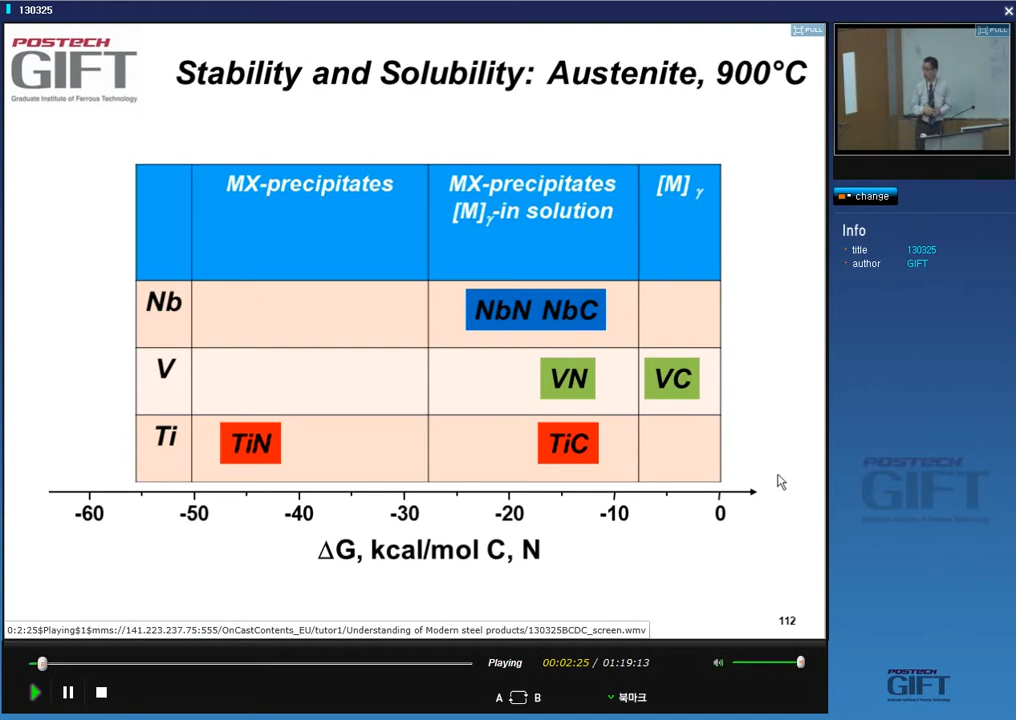 130325
POSTECH
GIFT
Graduate Institute of Ferrous Technology
Stability and Solubility: Austenite, 900°C
FULL
FULL
change
Info
title 130325
author GIFT
MX-precipitates
MX-precipitates
[M]γ-in solution
[M] γ
Nb
NbN NbC
V
VN
VC
Ti
TiN
TiC
-60 -50 -40 -30 -20 -10 0
ΔG, kcal/mol C, N
POSTECH
GIFT
112
0:2:25$Playing$1$mms://141.223.237.75:555/OnCastContents_EU/tutor1/Understanding of Modern steel products/130325BCDC_screen.wmv
Playing 00:02:25 / 01:19:13
A B 북마크
POSTECH
GIFT